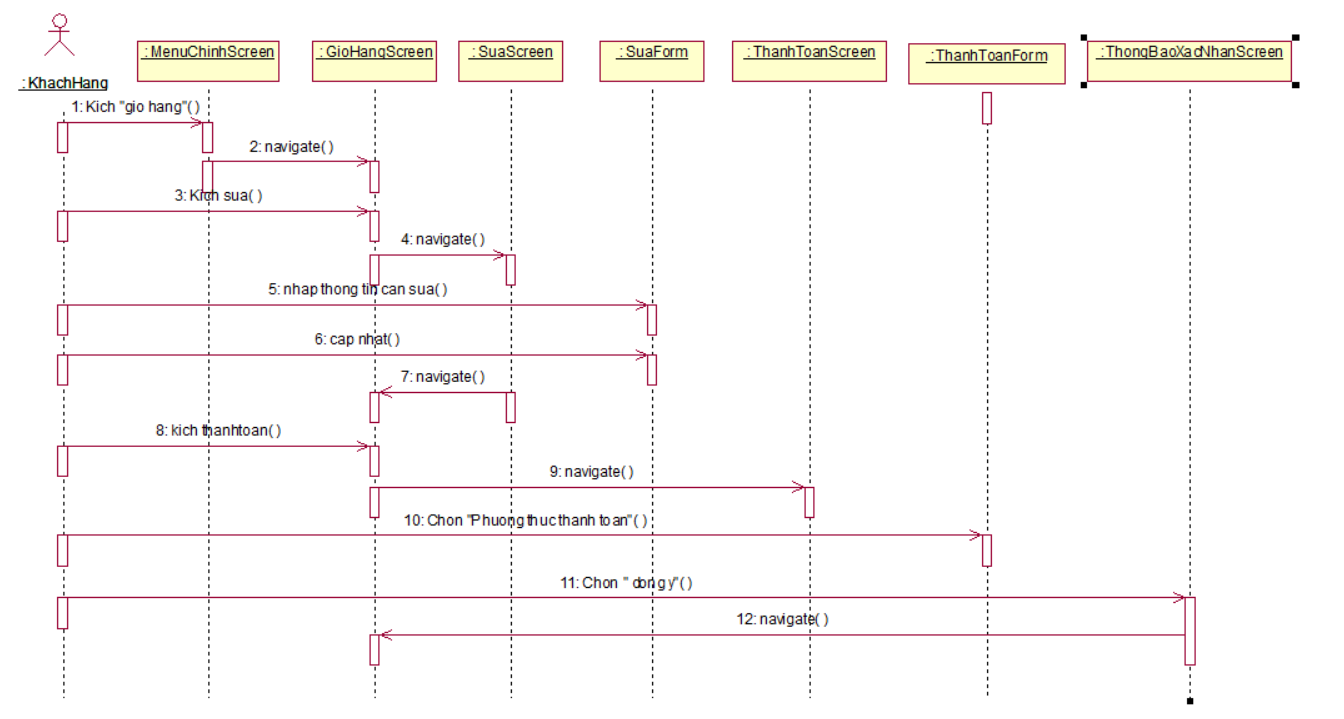 : KhachHang
: MenuChinhScreen
: GioHangScreen
: SuaScreen
: SuaForm
: ThanhToanScreen
: ThanhToanForm
: ThongBaoXacNhanScreen
1: Kich "gio hang"( )
2: navigate( )
3: Kich sua( )
4: navigate( )
5: nhap thong tin can sua( )
6: cap nhat( )
7: navigate( )
8: kich thanhtoan( )
9: navigate( )
10: Chon "Phuong thuc thanh toan"( )
11: Chon " dong y"( )
12: navigate( )